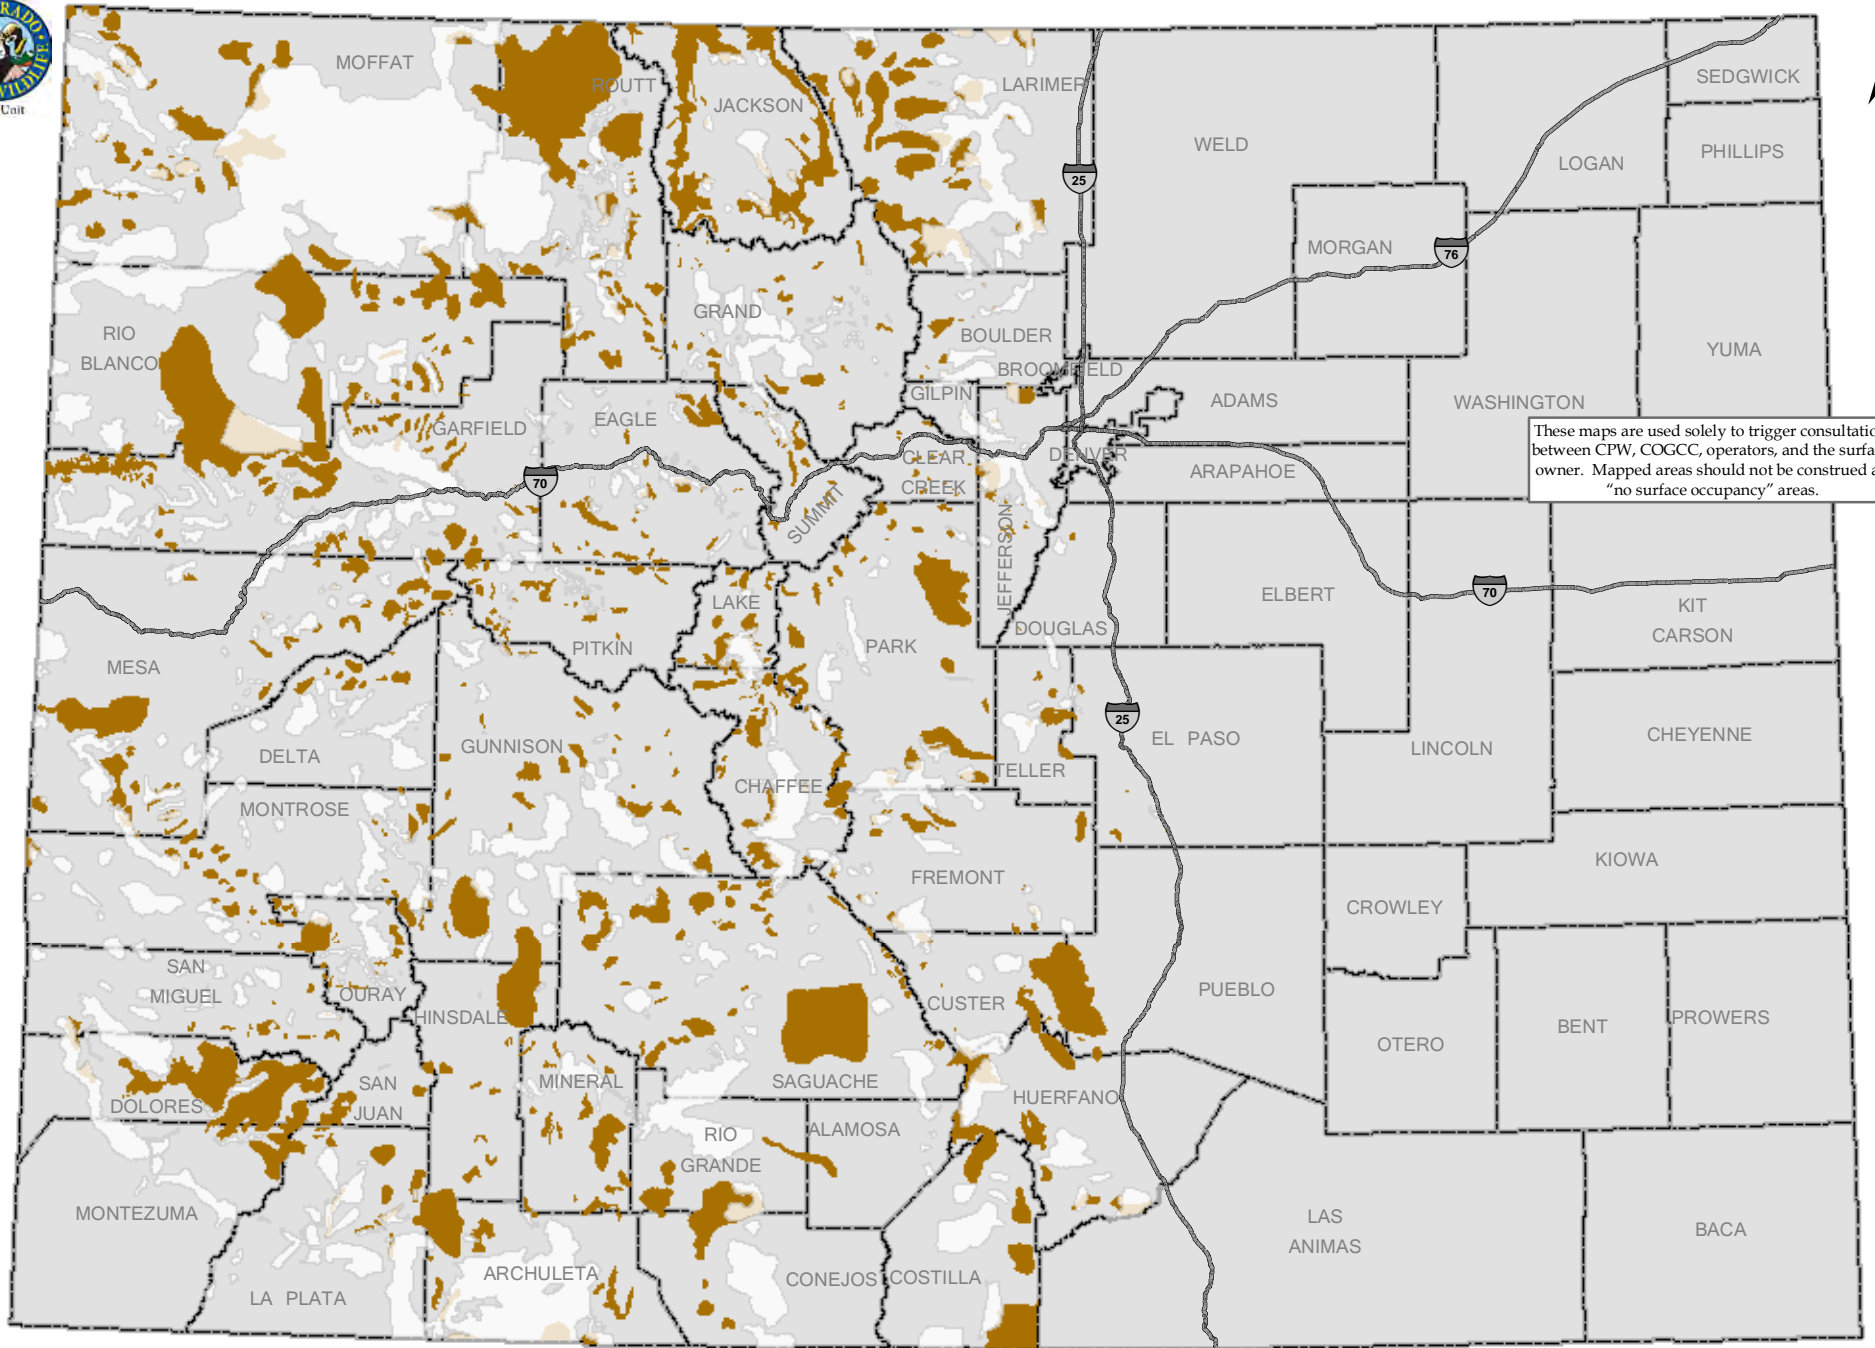 Unit
MOFFAT
ROUTT
JACKSON
LARIMER
WELD
SEDGWICK
LOGAN
PHILLIPS
25
76
MORGAN
RIO
BLANCO
GRAND
BOULDER
BROOMFIELD
YUMA
GILPIN
GARFIELD
EAGLE
ADAMS
WASHINGTON
These maps are used solely to trigger
between CPW, COGCC, operators, and the
owner. Mapped areas should not be construed
"no surface occupancy" areas.
70
CLEAR
CREEK
DENVER
ARAPAHOE
SUMMIT
JEFFERSON
70
LAKE
ELBERT
KIT
CARSON
DOUGLAS
MESA
PITKIN
PARK
25
DELTA
GUNNISON
EL PASO
LINCOLN
CHEYENNE
TELLER
CHAFFEE
MONTROSE
FREMONT
KIOWA
CROWLEY
SAN
MIGUEL
OURAY
HINSDALE
CUSTER
PUEBLO
OTERO
BENT
PROWERS
DOLORES
SAN
JUAN
MINERAL
SAGUACHE
HUERFANO
RIO
GRANDE
ALAMOSA
MONTEZUMA
LAS
ANIMAS
BACA
LA PLATA
ARCHULETA
CONEJOS
COSTILLA